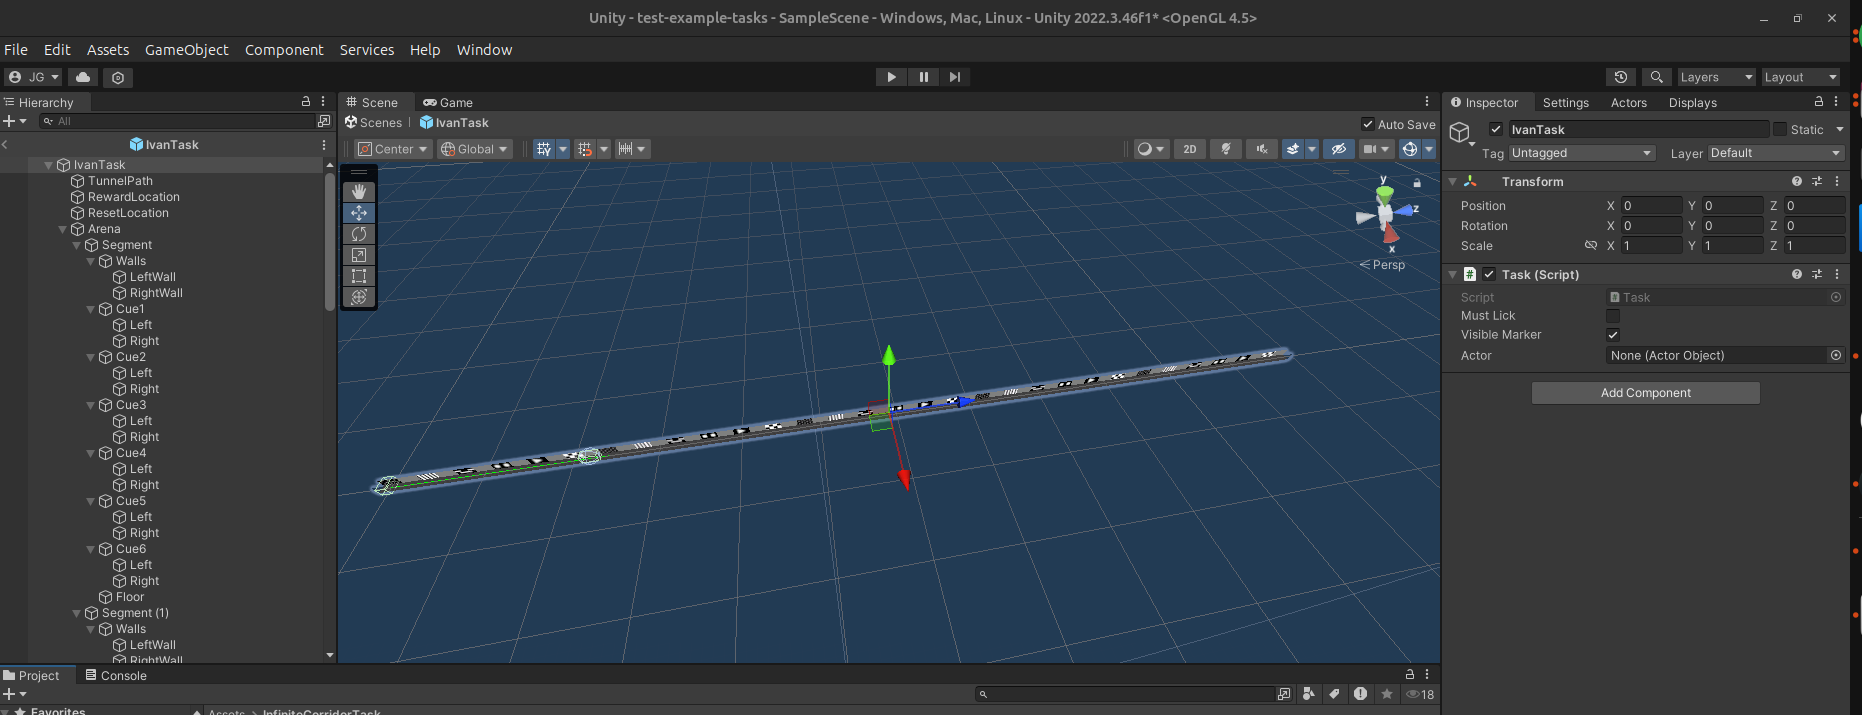 Unity - test-example-tasks - SampleScene - Windows, Mac, Linux - Unity 2022.3.46f1* <OpenGL 4.5>
File Edit Assets GameObject Component Services Help Window
JG Layers Layout
Hierarchy
All
IvanTask
IvanTask
TunnelPath
RewardLocation
ResetLocation
Arena
Segment
Walls
LeftWall
RightWall
Cue1
Left
Right
Cue2
Left
Right
Cue3
Left
Right
Cue4
Left
Right
Cue5
Left
Right
Cue6
Left
Right
Floor
Segment (1)
Walls
LeftWall
RightWall
Scene Game
Scenes | IvanTask Auto Save
Center Global 2D
y
z
x
Persp
Inspector Settings Actors Displays
IvanTask Static
Tag Untagged Layer Default
Transform
Position X 0 Y 0 Z 0
Rotation X 0 Y 0 Z 0
Scale X 1 Y 1 Z 1
# Task (Script)
Script Task
Must Lick
Visible Marker
Actor None (Actor Object)
Add Component
Project Console
18
Favorites Assets > InfiniteCorridorTask